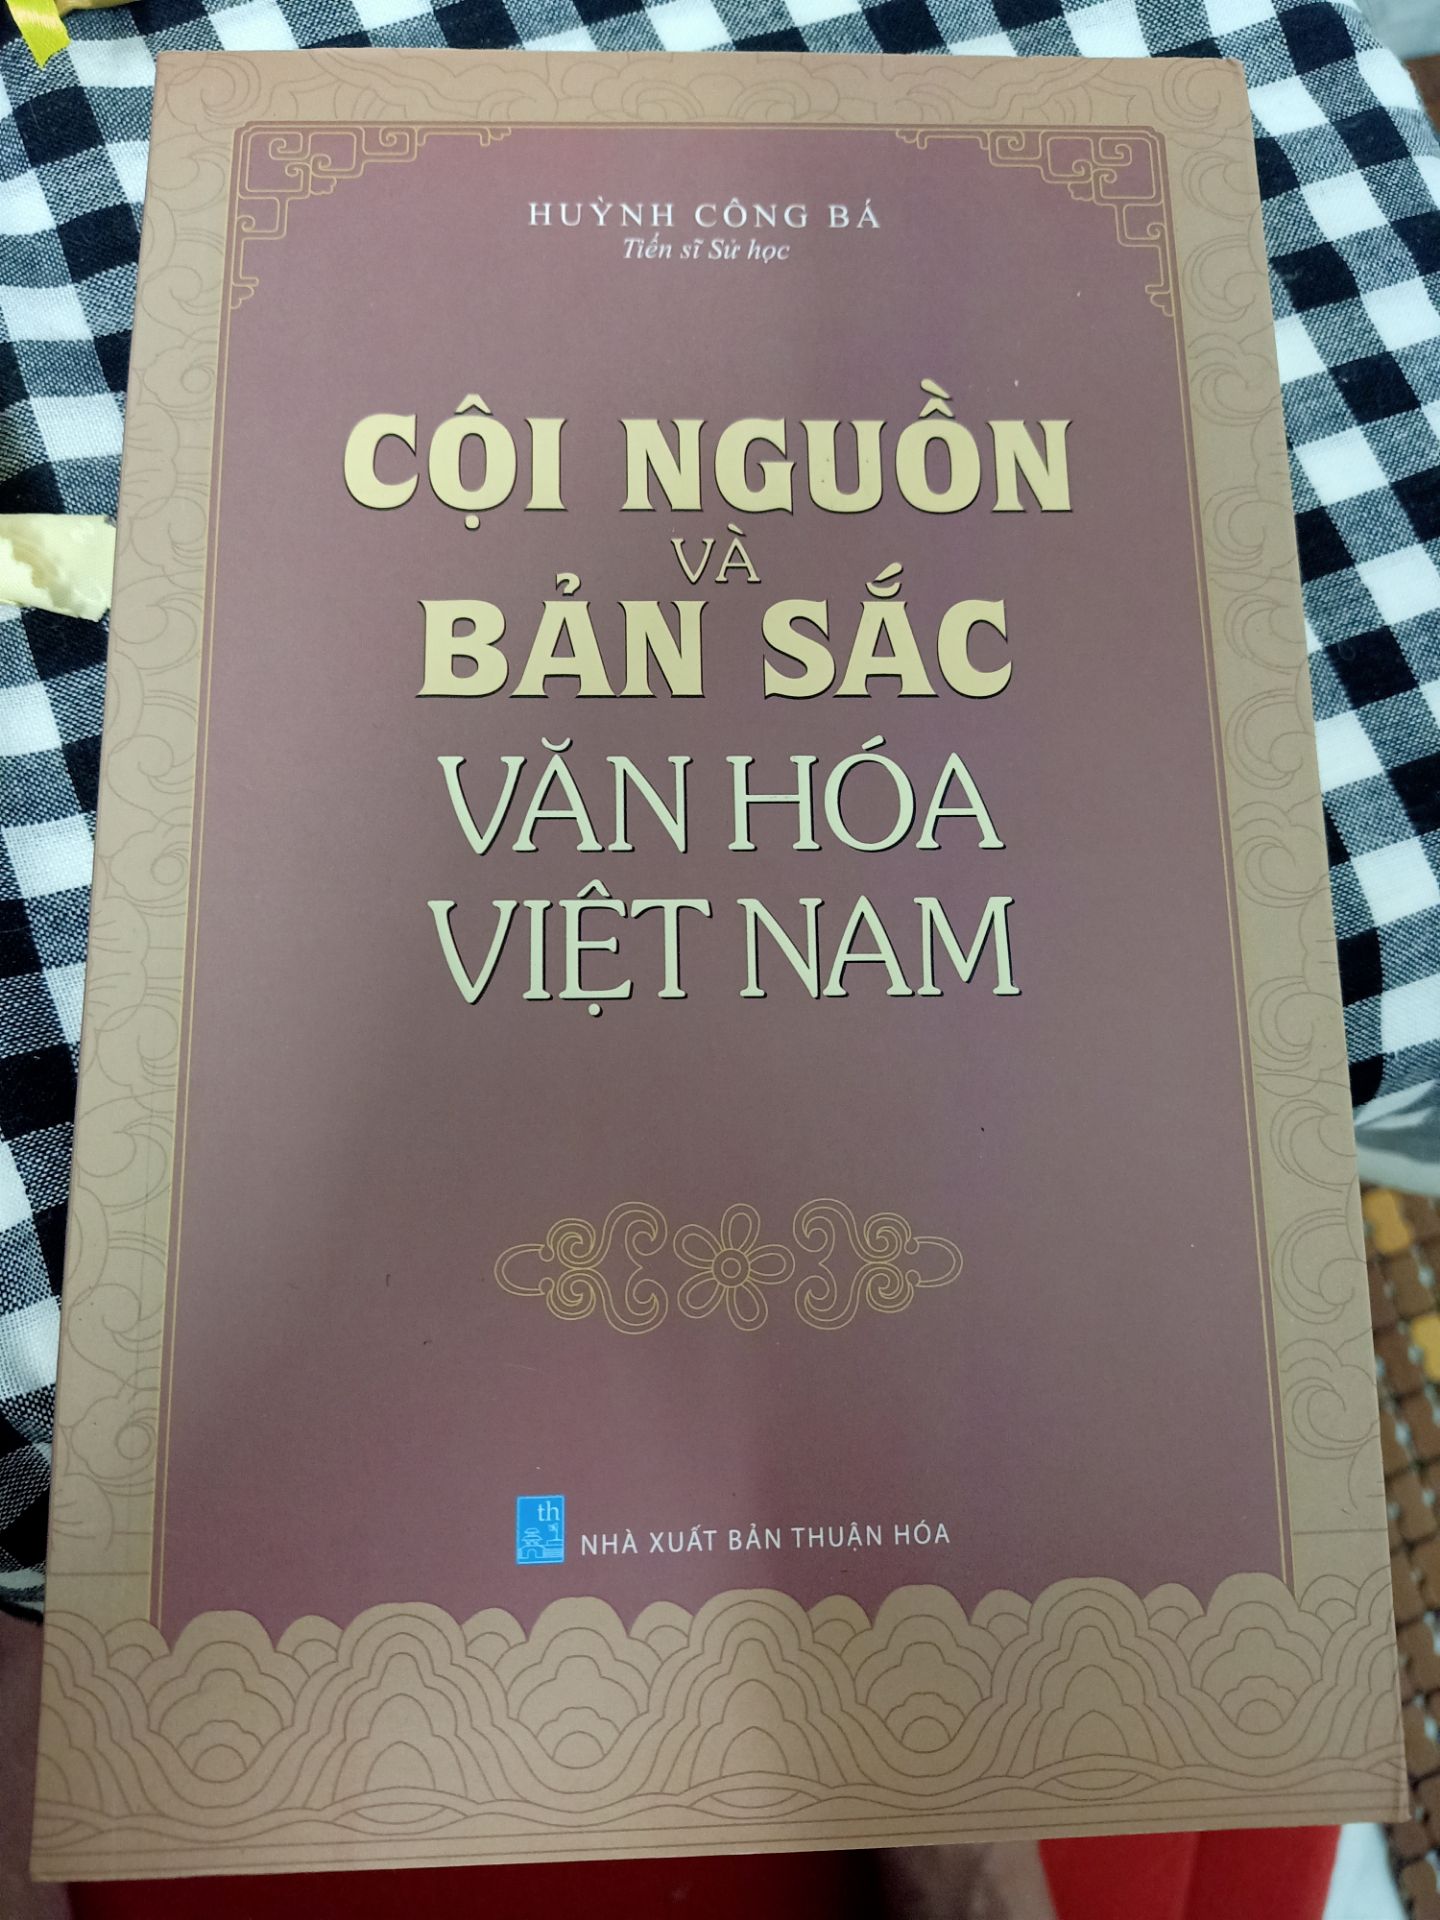 HUỲNH CÔNG BÁ
Tiến sĩ Sử học
CỘI NGUỒN
VÀ
BẢN SẮC
VĂN HÓA
VIỆT NAM
th
NHÀ XUẤT BẢN THUẬN HÓA